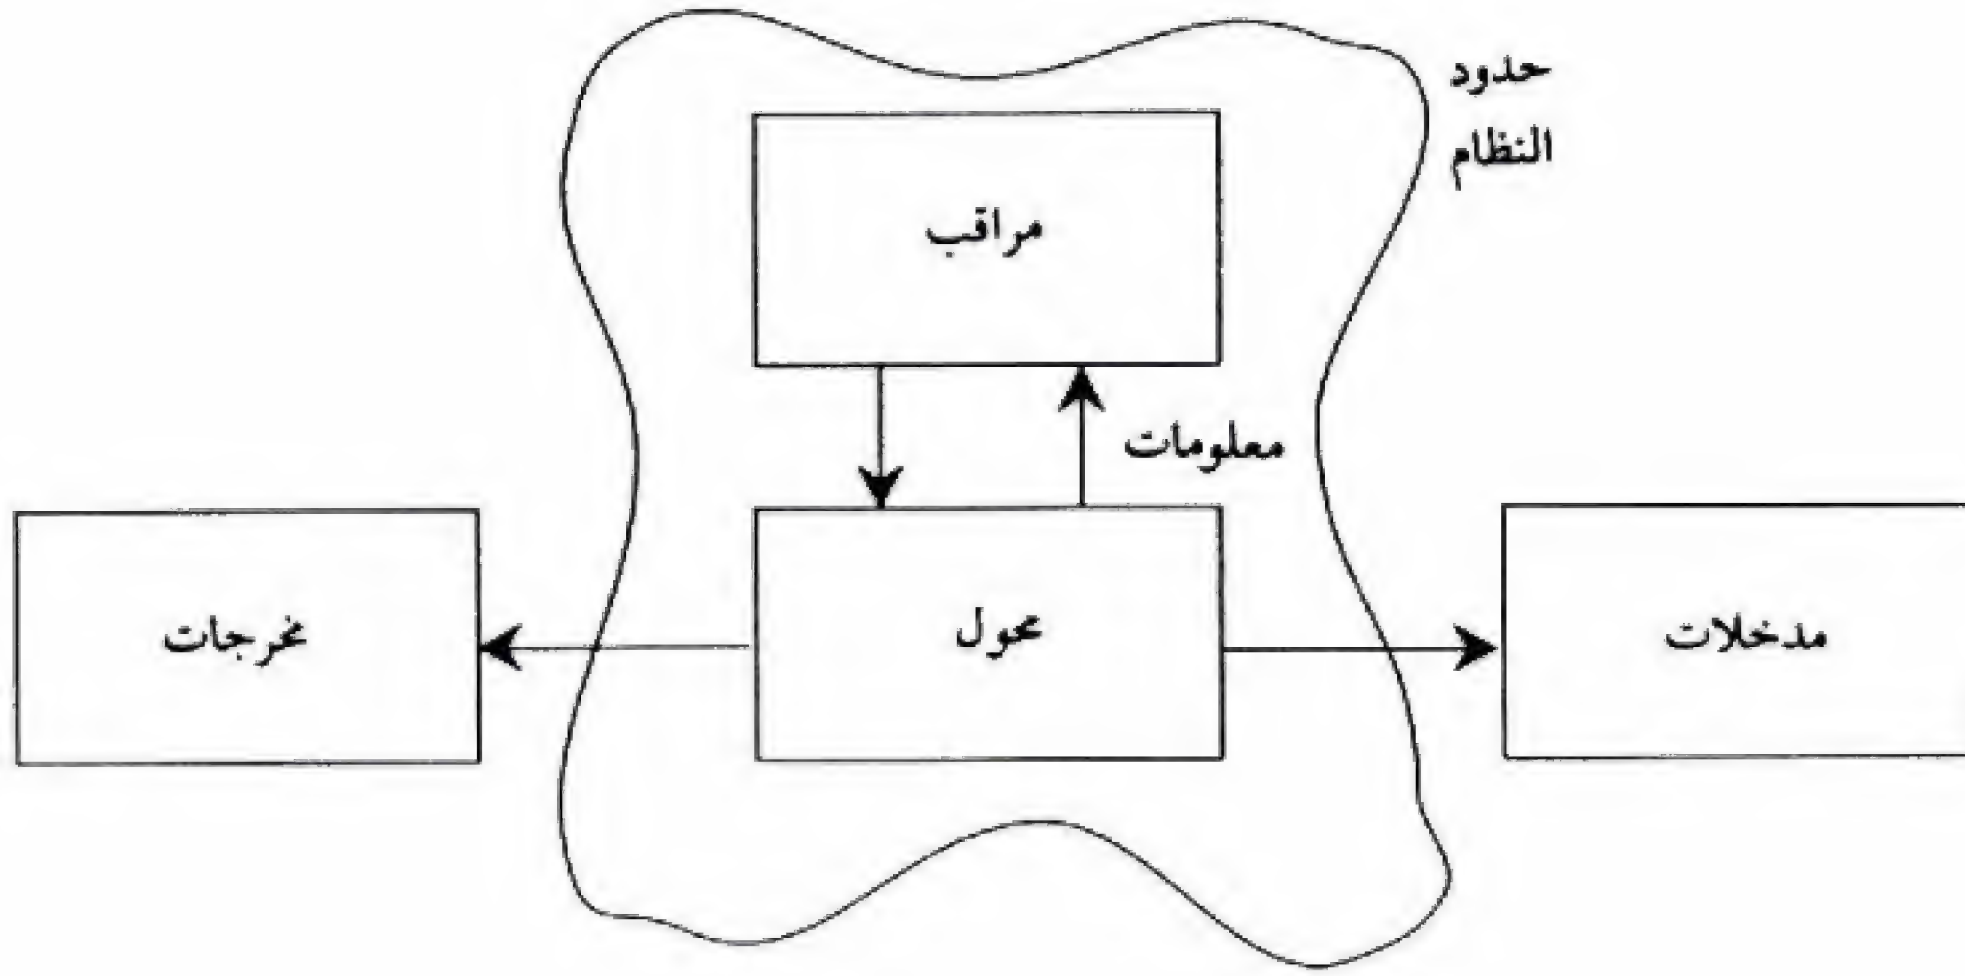 حدود
النظام
مراقب
معلومات
مدخلات
محول
مخرجات